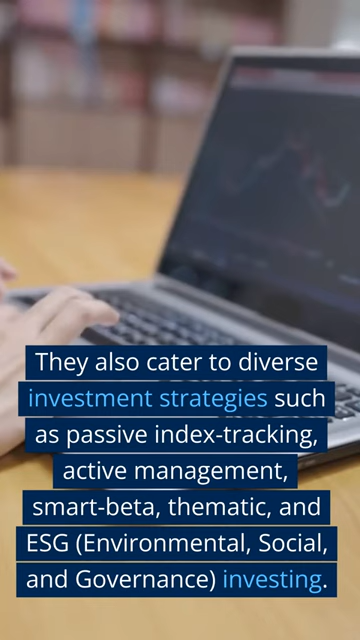 They also cater to diverse
investment strategies such
as passive index-tracking,
active management,
smart-beta, thematic, and
ESG (Environmental, Social,
and Governance) investing.